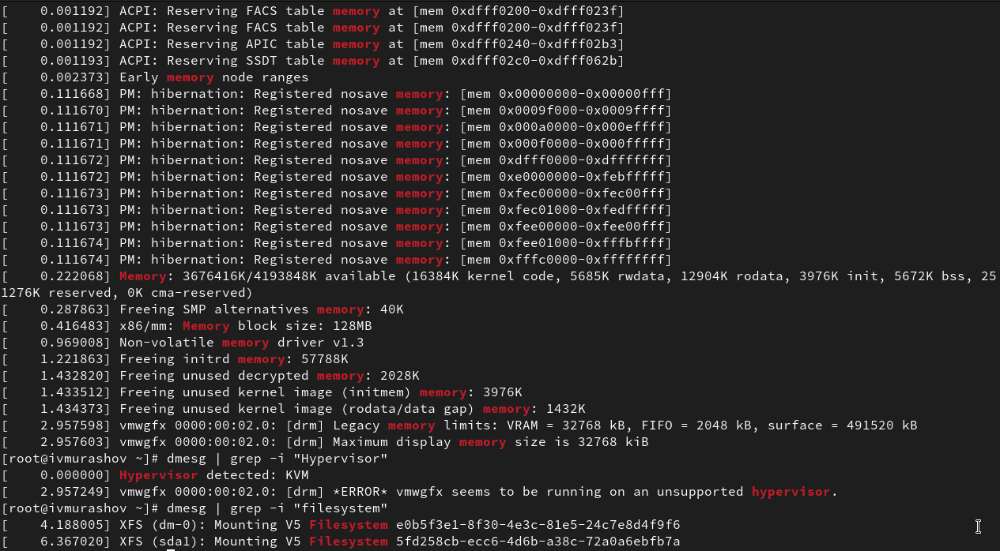 [    0.001192] ACPI: Reserving FACS table memory at [mem 0xdfff0200-0xdfff023f]
[    0.001192] ACPI: Reserving FACS table memory at [mem 0xdfff0200-0xdfff023f]
[    0.001192] ACPI: Reserving APIC table memory at [mem 0xdfff0240-0xdfff02b3]
[    0.001193] ACPI: Reserving SSDT table memory at [mem 0xdfff02c0-0xdfff062b]
[    0.002373] Early memory node ranges
[    0.111668] PM: hibernation: Registered nosave memory: [mem 0x00000000-0x00000fff]
[    0.111670] PM: hibernation: Registered nosave memory: [mem 0x0009f000-0x0009ffff]
[    0.111671] PM: hibernation: Registered nosave memory: [mem 0x000a0000-0x000effff]
[    0.111671] PM: hibernation: Registered nosave memory: [mem 0x000f0000-0x000fffff]
[    0.111672] PM: hibernation: Registered nosave memory: [mem 0xdfff0000-0xdfffffff]
[    0.111672] PM: hibernation: Registered nosave memory: [mem 0xe0000000-0xfebfffff]
[    0.111673] PM: hibernation: Registered nosave memory: [mem 0xfec00000-0xfec00fff]
[    0.111673] PM: hibernation: Registered nosave memory: [mem 0xfec01000-0xfedfffff]
[    0.111673] PM: hibernation: Registered nosave memory: [mem 0xfee00000-0xfee00fff]
[    0.111674] PM: hibernation: Registered nosave memory: [mem 0xfee01000-0xfffbffff]
[    0.111674] PM: hibernation: Registered nosave memory: [mem 0xfffc0000-0xffffffff]
[    0.222068] Memory: 3676416K/4193848K available (16384K kernel code, 5685K rwdata, 12904K rodata, 3976K init, 5672K bss, 25
1276K reserved, 0K cma-reserved)
[    0.287863] Freeing SMP alternatives memory: 40K
[    0.416483] x86/mm: Memory block size: 128MB
[    0.969008] Non-volatile memory driver v1.3
[    1.221863] Freeing initrd memory: 57788K
[    1.432820] Freeing unused decrypted memory: 2028K
[    1.433512] Freeing unused kernel image (initmem) memory: 3976K
[    1.434373] Freeing unused kernel image (rodata/data gap) memory: 1432K
[    2.957598] vmwgfx 0000:00:02.0: [drm] Legacy memory limits: VRAM = 32768 kB, FIFO = 2048 kB, surface = 491520 kB
[    2.957603] vmwgfx 0000:00:02.0: [drm] Maximum display memory size is 32768 kiB
[root@ivmurashov ~]# dmesg | grep -i "Hypervisor"
[    0.000000] Hypervisor detected: KVM
[    2.957249] vmwgfx 0000:00:02.0: [drm] *ERROR* vmwgfx seems to be running on an unsupported hypervisor.
[root@ivmurashov ~]# dmesg | grep -i "filesystem"
[    4.188005] XFS (dm-0): Mounting V5 Filesystem e0b5f3e1-8f30-4e3c-81e5-24c7e8d4f9f6
[    6.367020] XFS (sda1): Mounting V5 Filesystem 5fd258cb-ecc6-4d6b-a38c-72a0a6ebfb7a